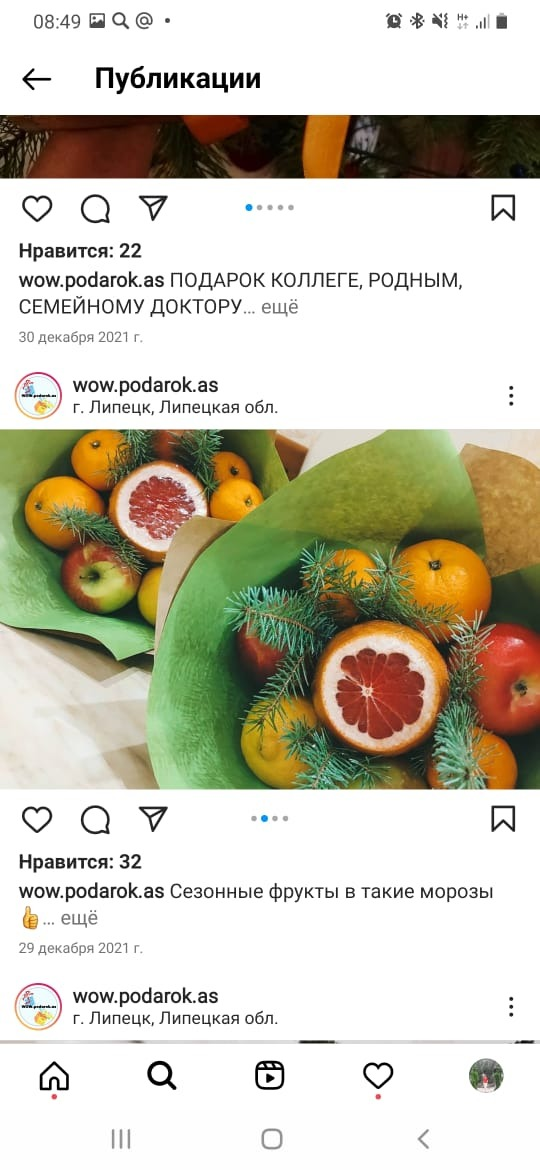 08:49
Публикации
Нравится: 22
wow.podarok.as ПОДАРОК КОЛЛЕГЕ, РОДНЫМ,
СЕМЕЙНОМУ ДОКТОРУ... ещё
30 декабря 2021 г.
wow.podarok.as
г. Липецк, Липецкая обл.
Нравится: 32
wow.podarok.as Сезонные фрукты в такие морозы
👍... ещё
29 декабря 2021 г.
wow.podarok.as
г. Липецк, Липецкая обл.